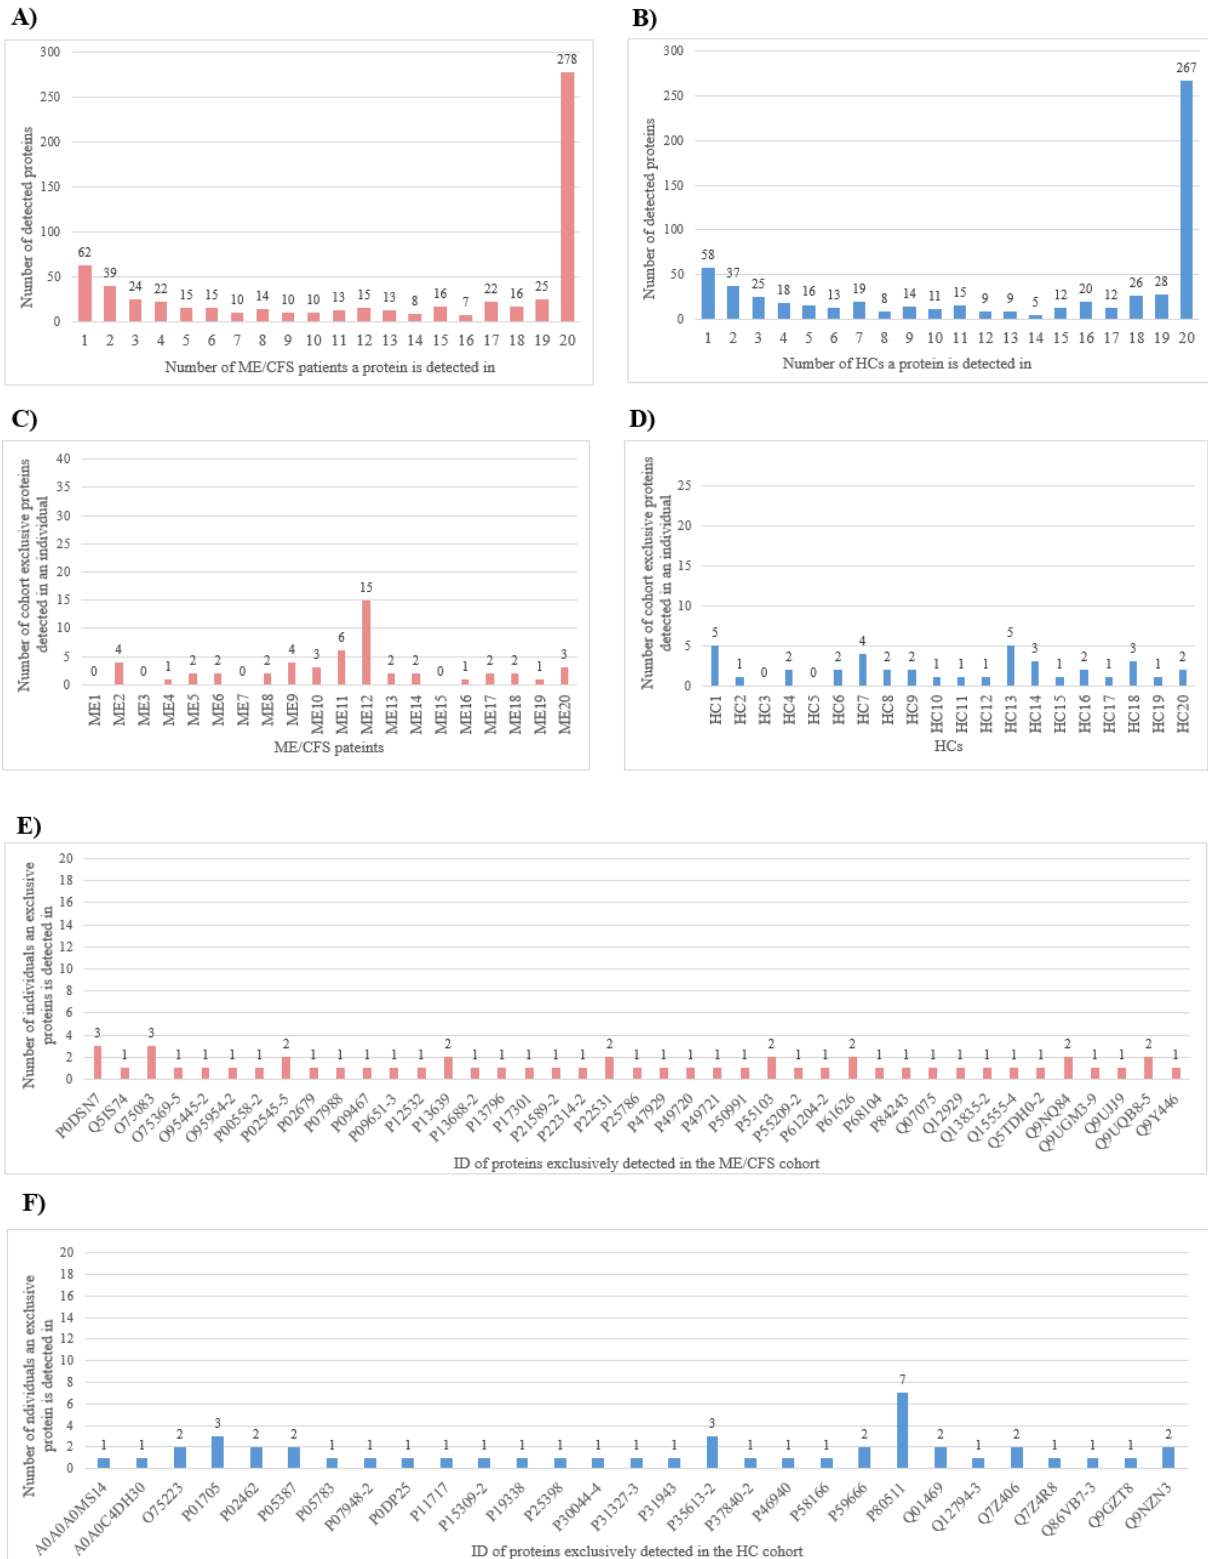 A)
Number of detected proteins
300
250
200
150
100
50
0
62 39 24 22 15 15 10 14 10 10 13 15 13 8 16 7 22 16 25 278
1 2 3 4 5 6 7 8 9 10 11 12 13 14 15 16 17 18 19 20
Number of ME/CFS patients a protein is detected in
B)
Number of detected proteins
300
250
200
150
100
50
0
58 37 25 18 16 13 19 8 14 11 15 9 9 5 12 20 12 26 28 267
1 2 3 4 5 6 7 8 9 10 11 12 13 14 15 16 17 18 19 20
Number of HCs a protein is detected in
C)
Number of cohort exclusive proteins
detected in an individual
40
35
30
25
20
15
10
5
0
0 4 0 1 2 2 0 2 4 3 6 15 2 2 0 1 2 2 1 3
ME1 ME2 ME3 ME4 ME5 ME6 ME7 ME8 ME9 ME10 ME11 ME12 ME13 ME14 ME15 ME16 ME17 ME18 ME19 ME20
ME/CFS pateints
D)
Number of cohort exclusive proteins
detected in an individual
25
20
15
10
5
0
5 1 0 2 0 2 4 2 2 1 1 1 5 3 1 2 1 3 1 2
HC1 HC2 HC3 HC4 HC5 HC6 HC7 HC8 HC9 HC10 HC11 HC12 HC13 HC14 HC15 HC16 HC17 HC18 HC19 HC20
HCs
E)
Number of individuals an exclusive
proteins is detected in
20
18
16
14
12
10
8
6
4
2
0
3 1 3 1 1 1 1 2 1 1 1 1 1 2 1 1 1 1 1 2 1 1 1 1 1 2 1 1 2 1 1 1 1 1 1 1 2 1 1 2 1
P0DSN7 Q5IS74 O75083 O75369-5 O95445-2 O95954-2 P00558-2 P02545-5 P02679 P07988 P09467 P09651-3 P12532 P13639 P13688-2 P13796 P17301 P21589-2 P22314-2 P22531 P25786 P47929 P49720 P49721 P50991 P55103 P55209-2 P61204-2 P61626 P68104 P84243 Q07075 Q12929 Q13835-2 Q15555-4 Q5TDH0-2 Q9NQ84 Q9UGM3-9 Q9UJJ9 Q9UQB8-5 Q9Y446
ID of proteins exclusively detected in the ME/CFS cohort
F)
Number of ndividuals an exclusive
protein is detected in
20
18
16
14
12
10
8
6
4
2
0
1 1 2 3 2 2 1 1 1 1 1 1 1 1 1 1 3 1 1 1 2 7 2 1 2 1 1 1 2
A0A0A0MS14 A0A0C4DH30 O75223 P01705 P02462 P05387 P05783 P07948-2 P0DP25 P11717 P15309-2 P19338 P25398 P30044-4 P31327-3 P31943 P35613-2 P37840-2 P46940 P58166 P59666 P80511 Q01469 Q12794-3 Q7Z406 Q7Z4R8 Q86VB7-3 Q9GZT8 Q9NZN3
ID of proteins exclusively detected in the HC cohort